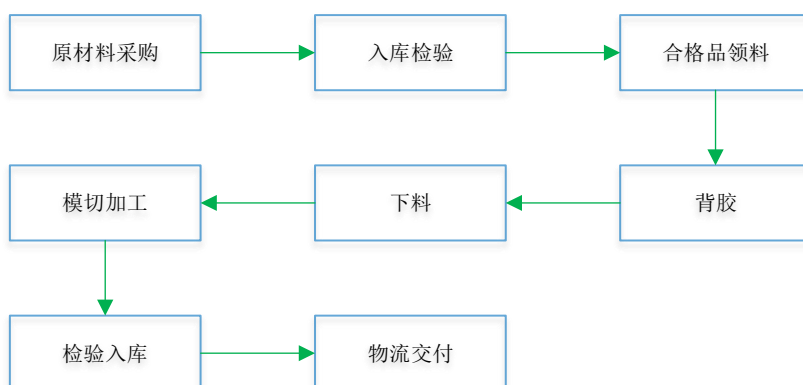 原材料采购
入库检验
合格品领料
背胶
下料
模切加工
检验入库
物流交付